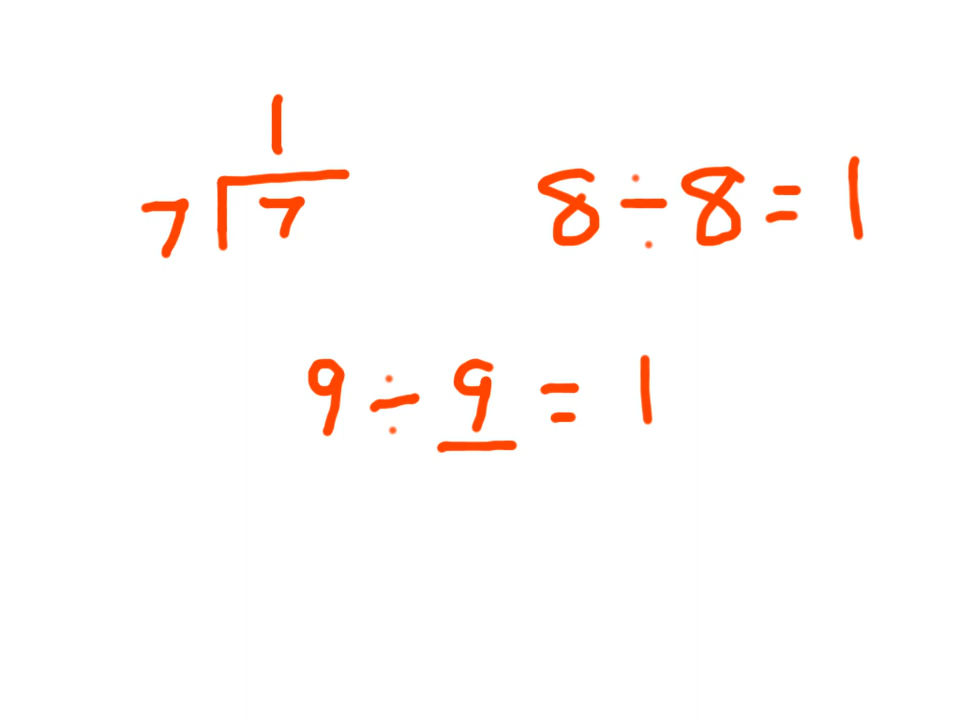 1
7 7
8 ÷ 8 = 1
9 ÷ 9 = 1